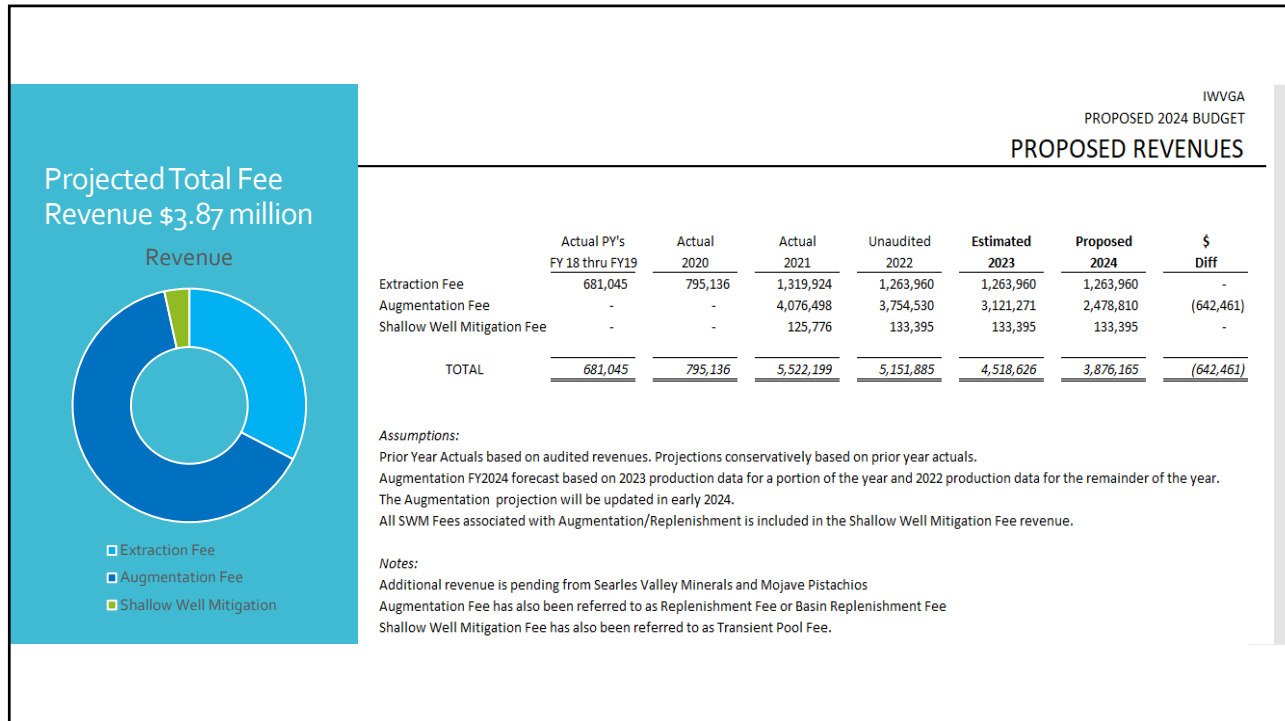 IWVGA
PROPOSED 2024 BUDGET
PROPOSED REVENUES
Projected Total Fee
Revenue $3.87 million
Revenue
Extraction Fee
Augmentation Fee
Shallow Well Mitigation
Actual PY's Actual Actual Unaudited Estimated Proposed $
FY 18 thru FY19 2020 2021 2022 2023 2024 Diff
Extraction Fee 681,045 795,136 1,319,924 1,263,960 1,263,960 1,263,960 -
Augmentation Fee - - 4,076,498 3,754,530 3,121,271 2,478,810 (642,461)
Shallow Well Mitigation Fee - - 125,776 133,395 133,395 133,395 -
TOTAL 681,045 795,136 5,522,199 5,151,885 4,518,626 3,876,165 (642,461)
Assumptions:
Prior Year Actuals based on audited revenues. Projections conservatively based on prior year actuals.
Augmentation FY2024 forecast based on 2023 production data for a portion of the year and 2022 production data for the remainder of the year.
The Augmentation projection will be updated in early 2024.
All SWM Fees associated with Augmentation/Replenishment is included in the Shallow Well Mitigation Fee revenue.
Notes:
Additional revenue is pending from Searles Valley Minerals and Mojave Pistachios
Augmentation Fee has also been referred to as Replenishment Fee or Basin Replenishment Fee
Shallow Well Mitigation Fee has also been referred to as Transient Pool Fee.